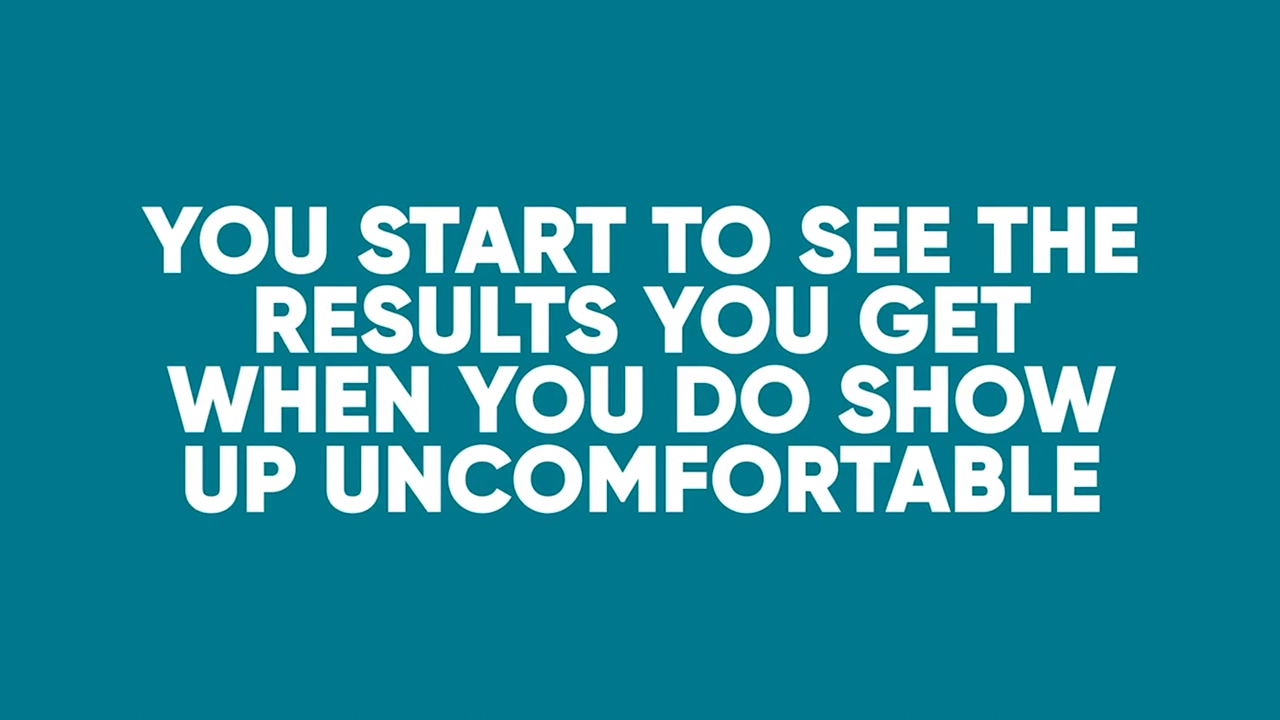 YOU START TO SEE THE
RESULTS YOU GET
WHEN YOU DO SHOW
UP UNCOMFORTABLE